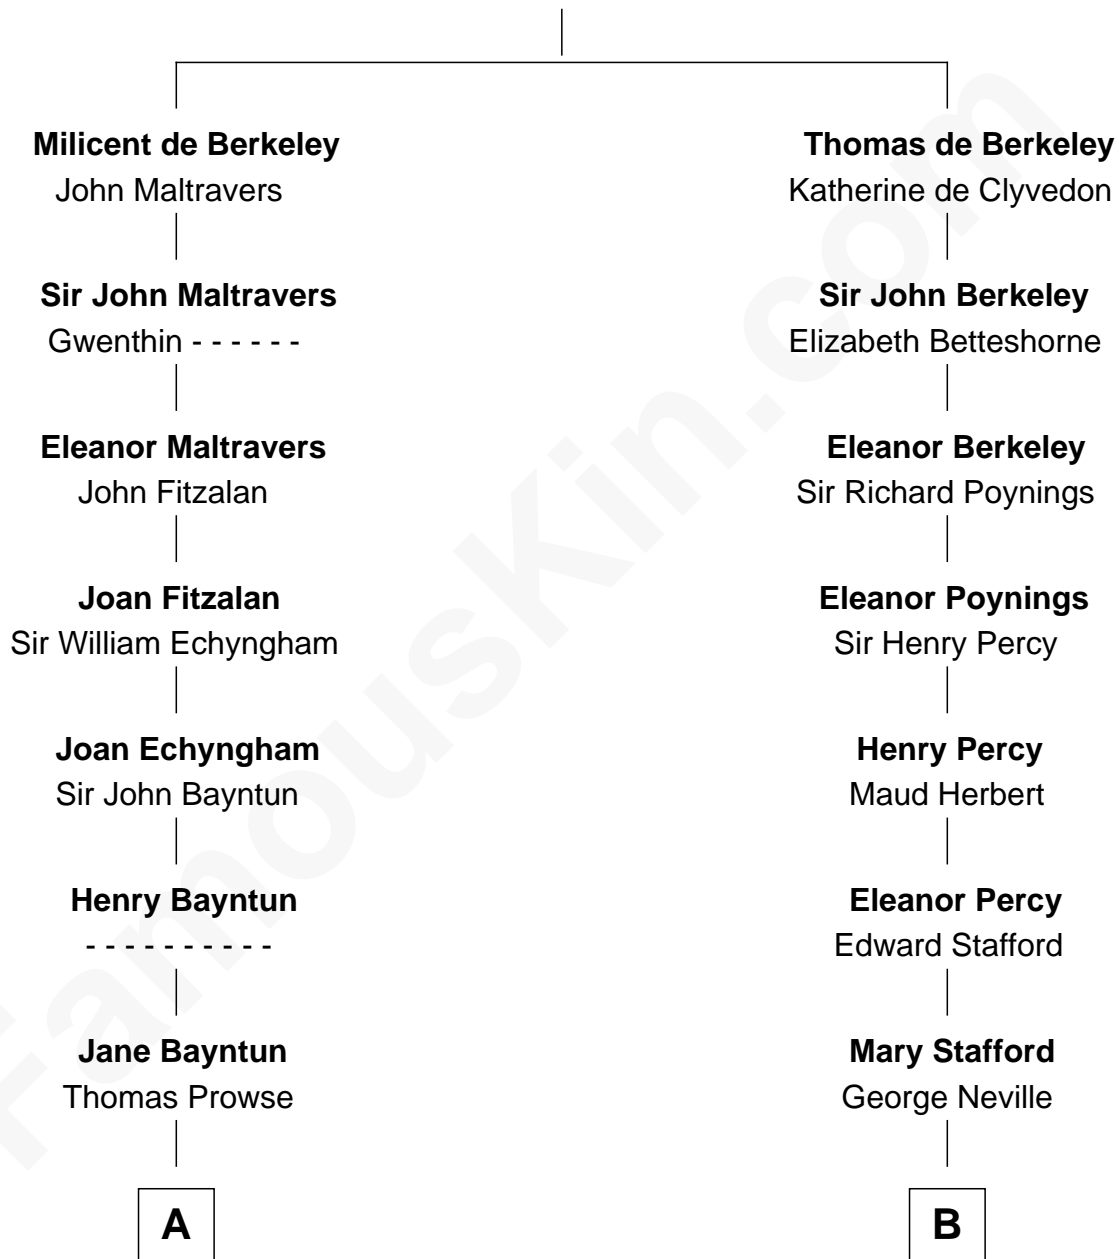 Milicent de Berkeley
John Maltravers
Sir John Maltravers
Gwenthin - - - - - -
Eleanor Maltravers
John Fitzalan
Joan Fitzalan
Sir William Echyngham
Joan Echyngham
Sir John Bayntun
Henry Bayntun
- - - - - - - - - -
Jane Bayntun
Thomas Prowse
A
Thomas de Berkeley
Katherine de Clyvedon
Sir John Berkeley
Elizabeth Betteshorne
Eleanor Berkeley
Sir Richard Poynings
Eleanor Poynings
Sir Henry Percy
Henry Percy
Maud Herbert
Eleanor Percy
Edward Stafford
Mary Stafford
George Neville
B
FamousKin.com